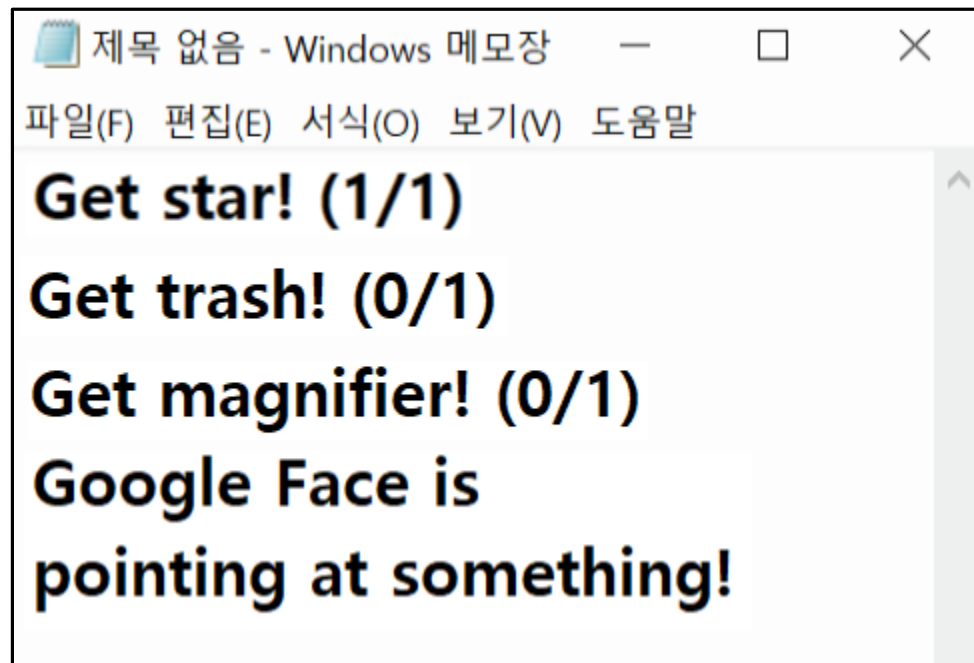 제목 없음 - Windows 메모장
파일(F) 편집(E) 서식(O) 보기(V) 도움말
Get star! (1/1)
Get trash! (0/1)
Get magnifier! (0/1)
Google Face is
pointing at something!